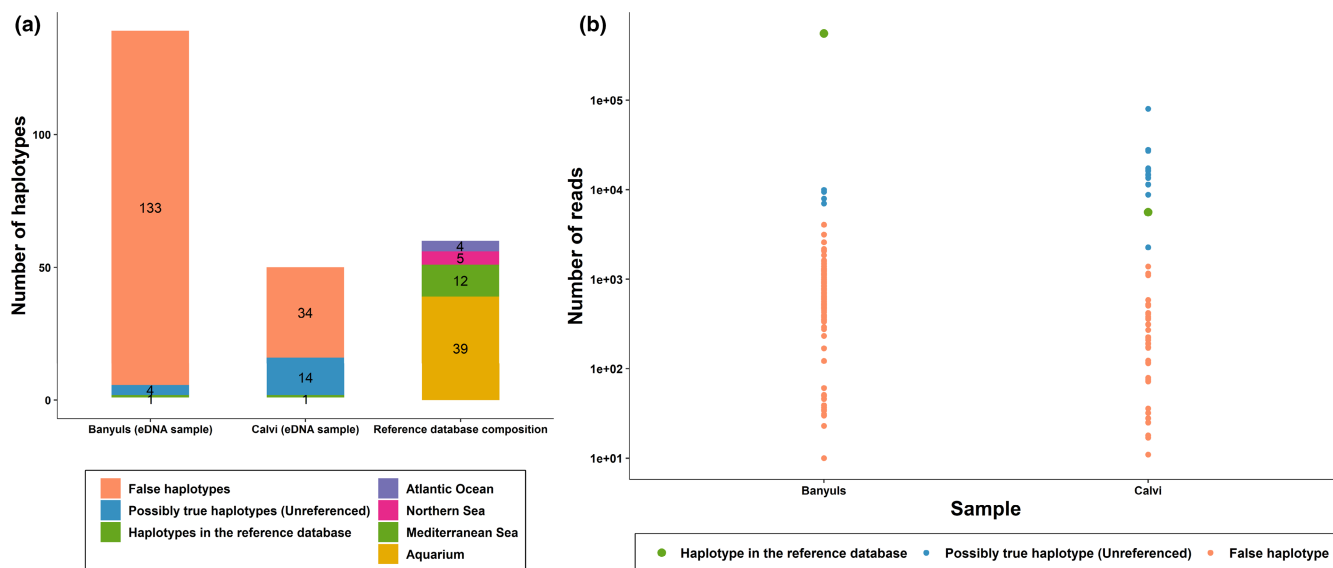 (a)
Number of haplotypes
100
50
0
133
4
1
34
14
1
4
5
12
39
Banyuls (eDNA sample)
Calvi (eDNA sample)
Reference database composition
False haplotypes
Possibly true haplotypes (Unreferenced)
Haplotypes in the reference database
Atlantic Ocean
Northern Sea
Mediterranean Sea
Aquarium
(b)
Number of reads
1e+05
1e+04
1e+03
1e+02
1e+01
Banyuls
Calvi
Sample
Haplotype in the reference database
Possibly true haplotype (Unreferenced)
False haplotype